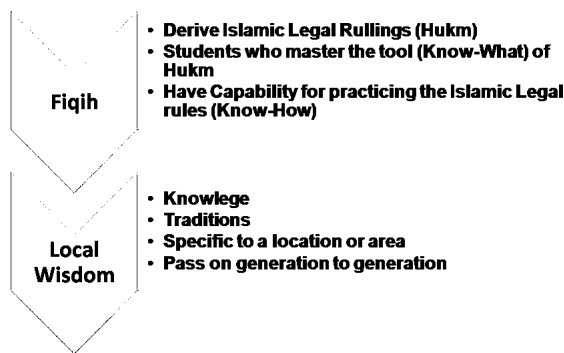 Fiqih
• Derive Islamic Legal Rullings (Hukm)
• Students who master the tool (Know-What) of
Hukm
• Have Capability for practicing the Islamic Legal
rules (Know-How)
Local
Wisdom
• Knowlege
• Traditions
• Specific to a location or area
• Pass on generation to generation